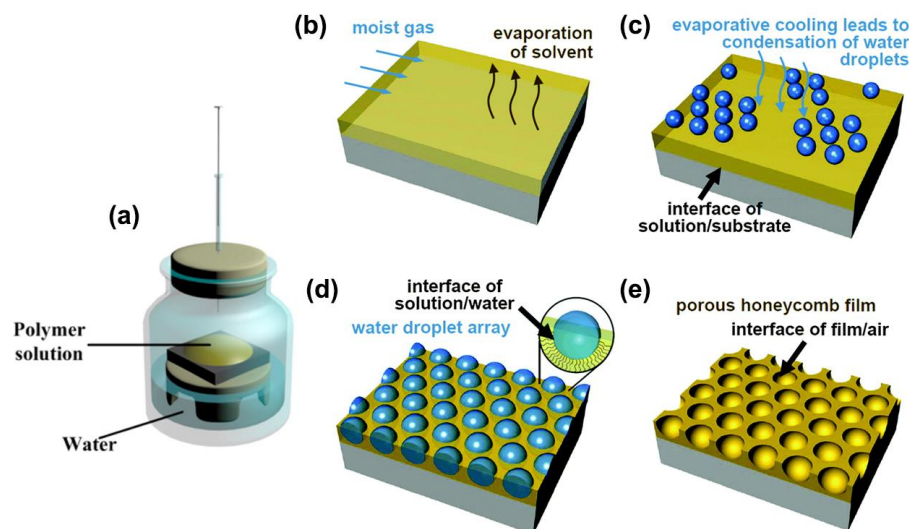 (a)
Polymer
solution
Water
(b)
moist gas
evaporation
of solvent
(c)
evaporative cooling leads to
condensation of water
droplets
interface of
solution/substrate
(d)
interface of
solution/water
water droplet array
(e)
porous honeycomb film
interface of film/air